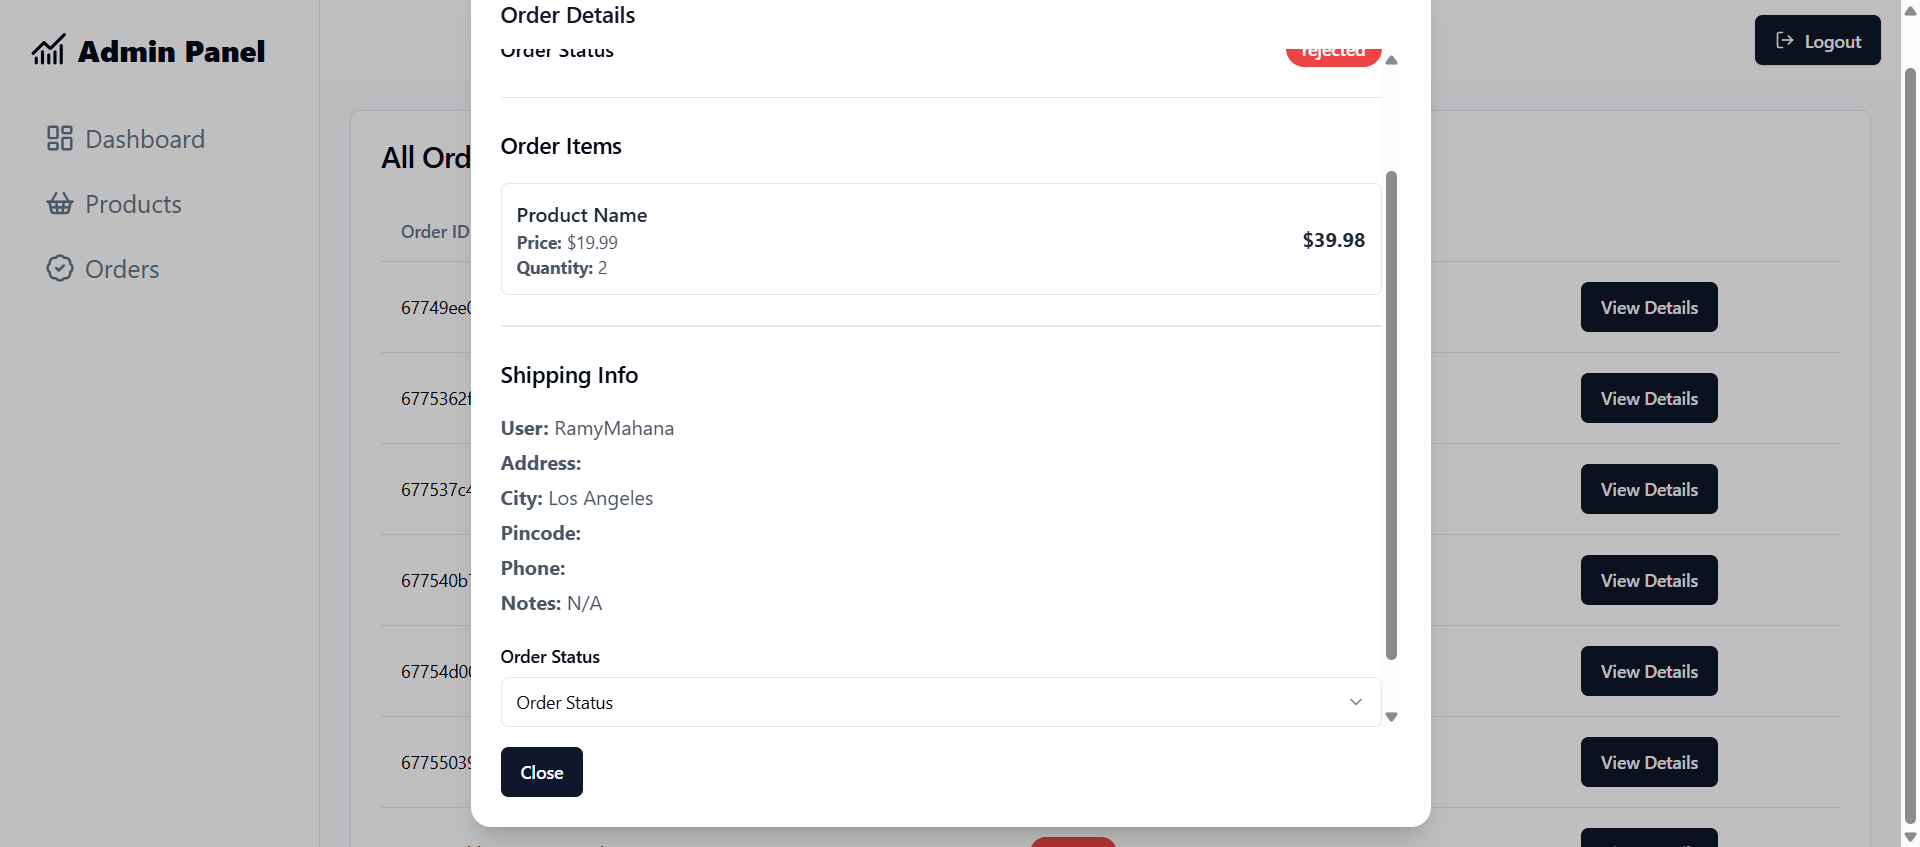 Admin Panel
Dashboard
Products
Orders
Logout
All Ord
Order ID
67749ee
6775362f
677537c4
677540b
67754d0
6775503
View Details
View Details
View Details
View Details
View Details
View Details
Order Details
Order Status
rejected
Order Items
Product Name
Price: $19.99
Quantity: 2
$39.98
Shipping Info
User: RamyMahana
Address:
City: Los Angeles
Pincode:
Phone:
Notes: N/A
Order Status
Order Status
Close